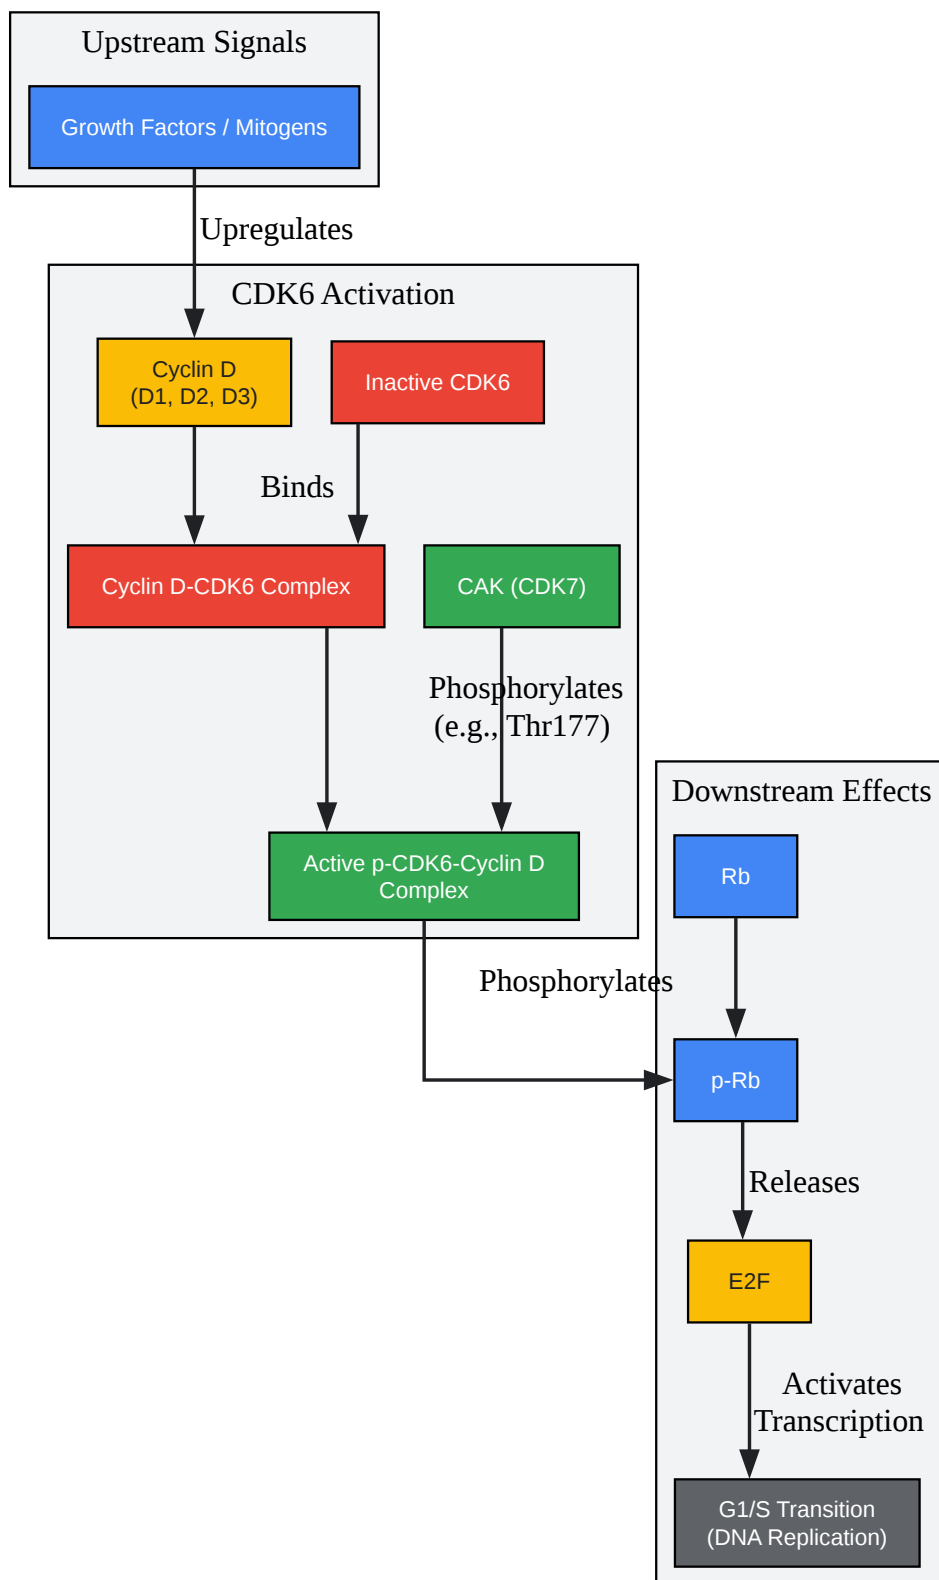 Upstream Signals
Growth Factors / Mitogens
Upregulates
CDK6 Activation
Cyclin D
(D1, D2, D3)
Inactive CDK6
Binds
Cyclin D-CDK6 Complex
CAK (CDK7)
Phosphorylates
(e.g., Thr177)
Active p-CDK6-Cyclin D
Complex
Downstream Effects
Rb
Phosphorylates
p-Rb
Releases
E2F
Activates
Transcription
G1/S Transition
(DNA Replication)